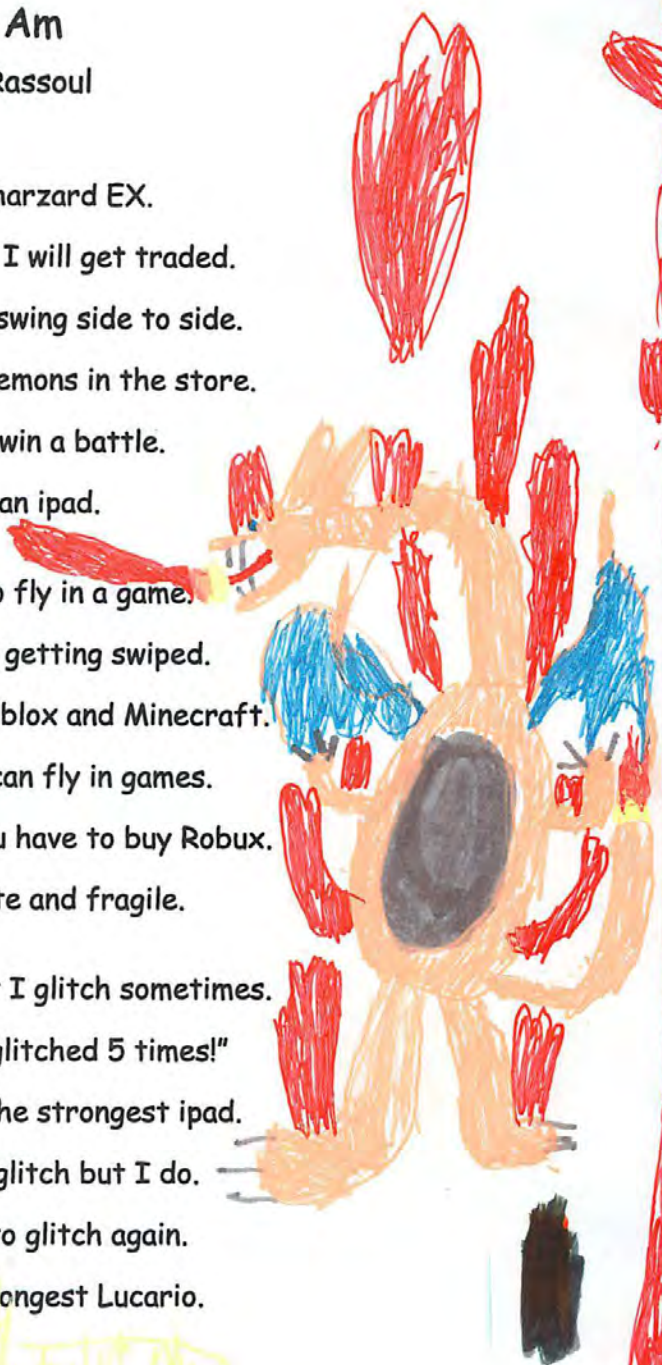 Am
Rassoul
harzard EX.
I will get traded.
swing side to side.
emons in the store.
win a battle.
an ipad.
o fly in a game.
getting swiped.
blox and Minecraft.
can fly in games.
u have to buy Robux.
te and fragile.
I glitch sometimes.
glitched 5 times!"
he strongest ipad.
glitch but I do.
to glitch again.
ongest Lucario.